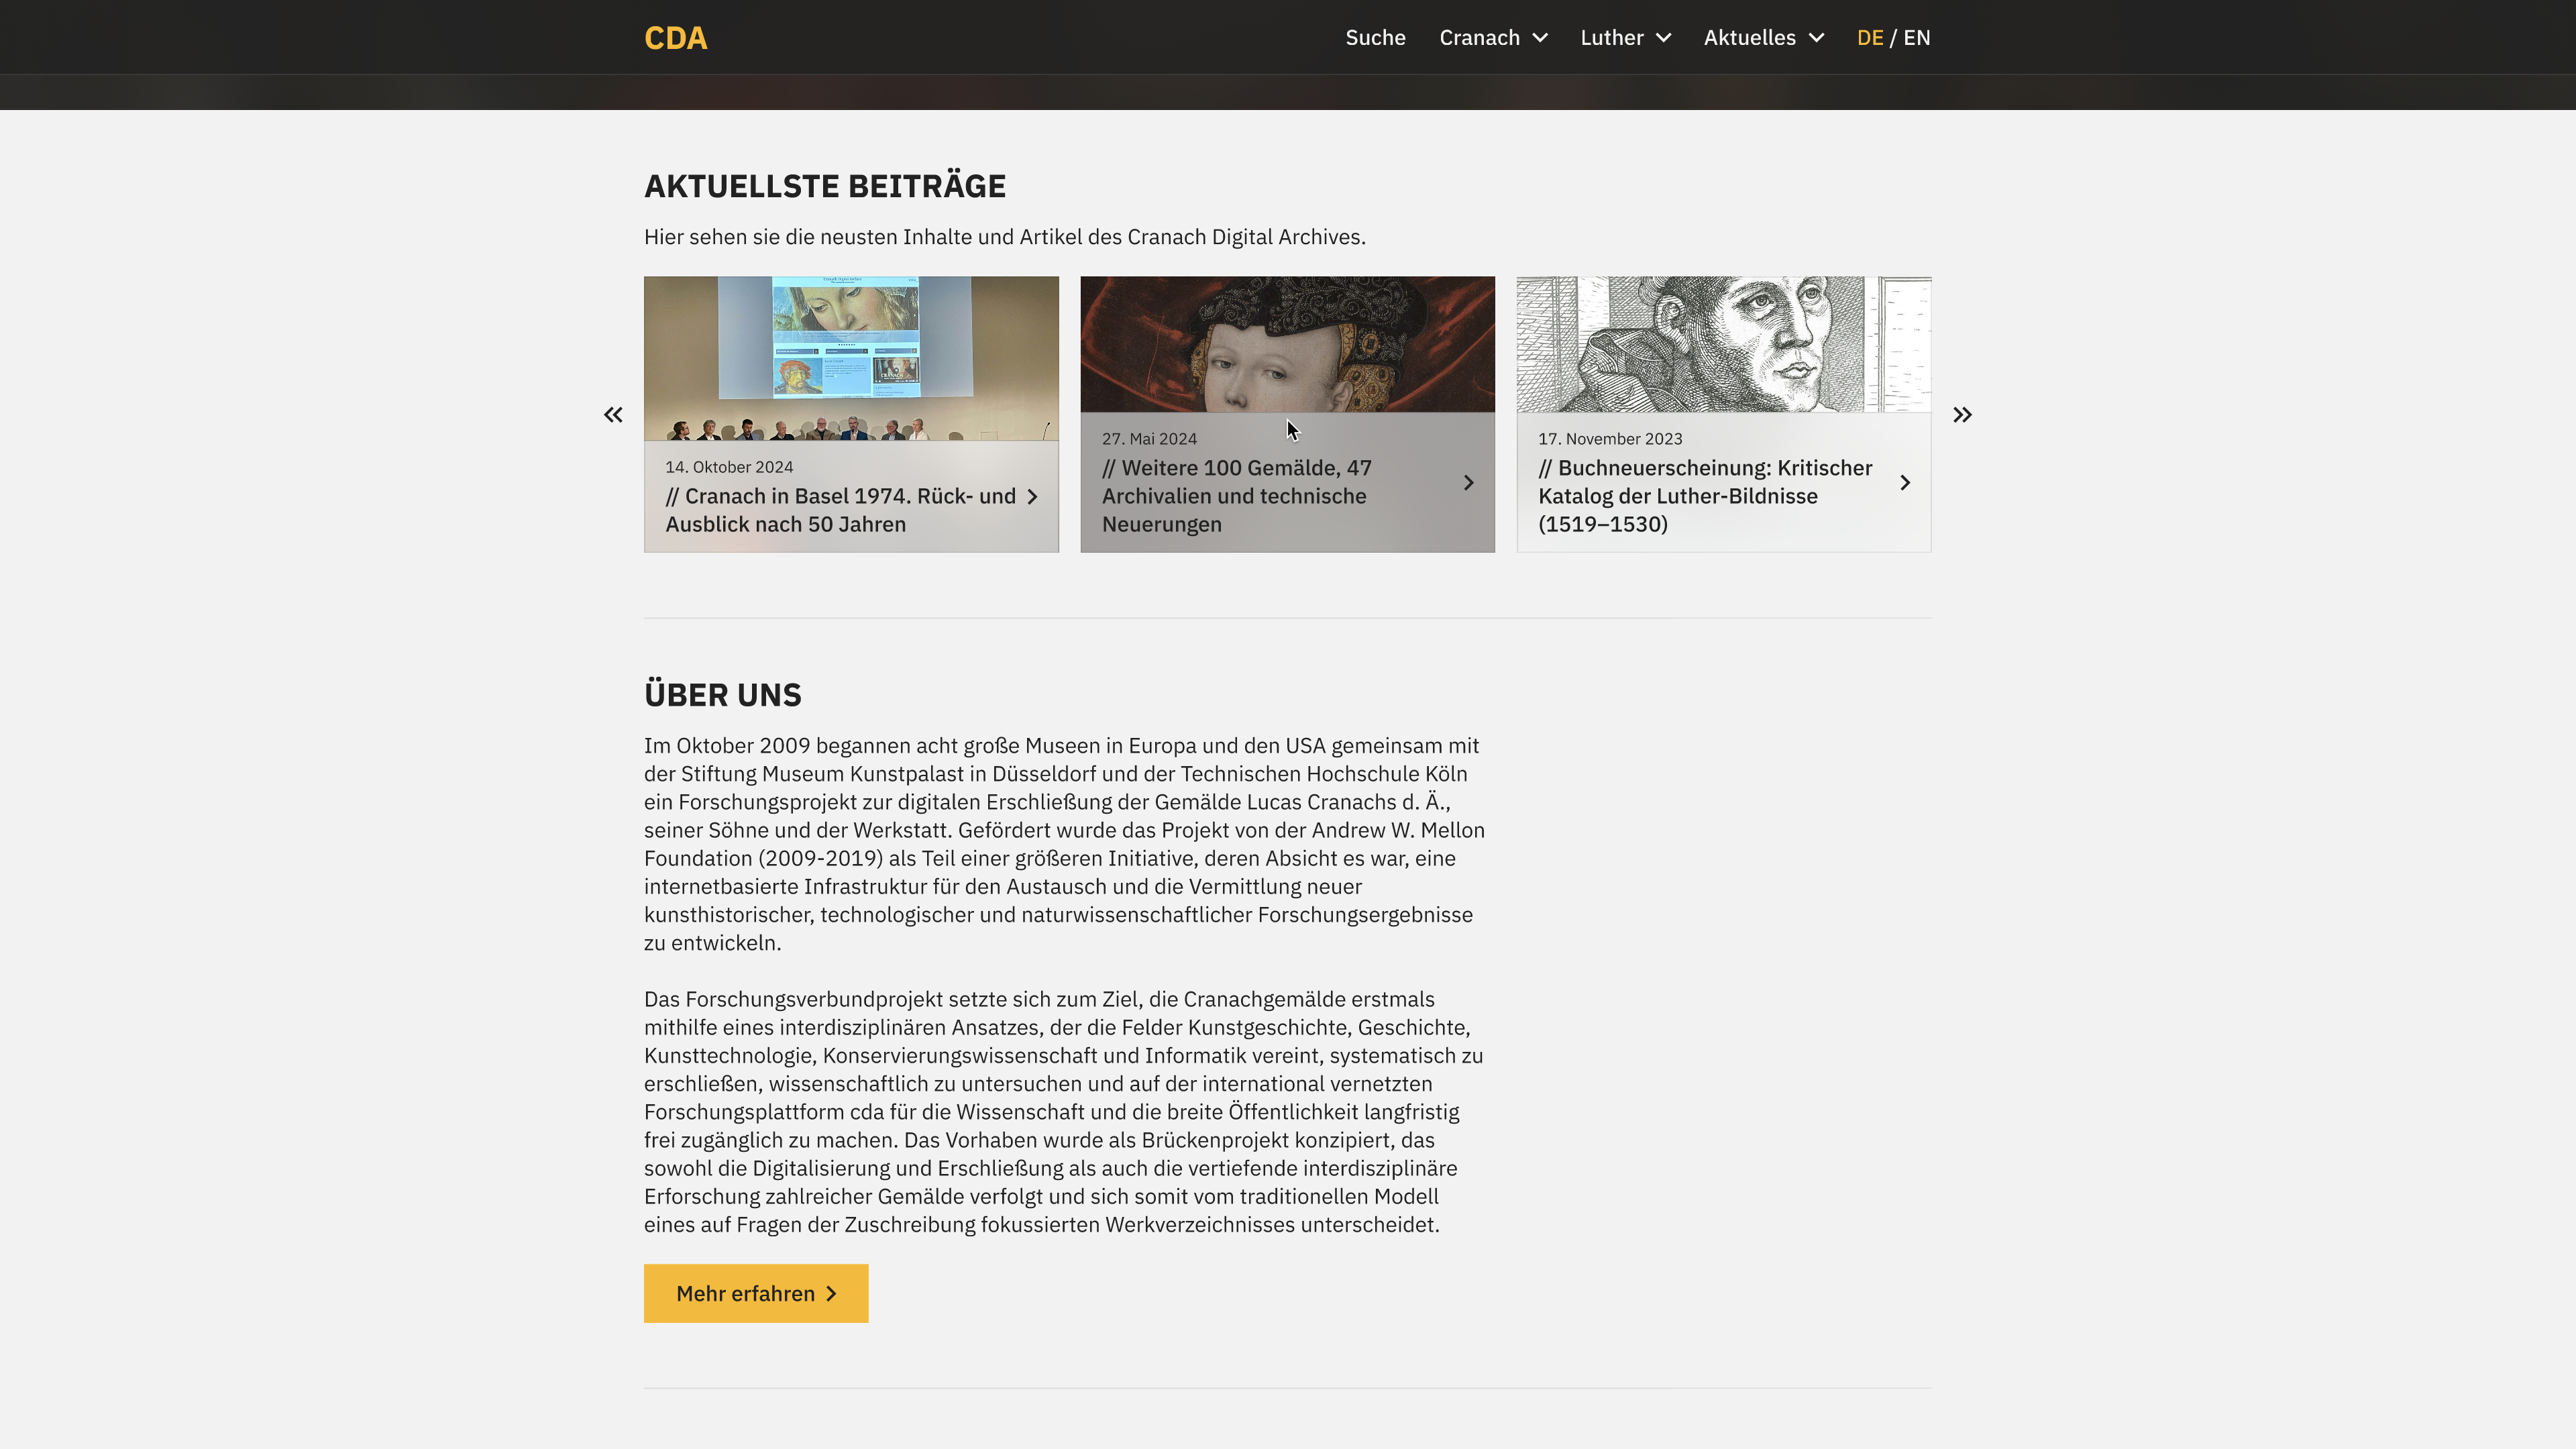 CDA
Suche Cranach Luther Aktuelles DE / EN
AKTUELLSTE BEITRÄGE
Hier sehen sie die neusten Inhalte und Artikel des Cranach Digital Archives.
14. Oktober 2024
// Cranach in Basel 1974. Rück- und
Ausblick nach 50 Jahren
27. Mai 2024
// Weitere 100 Gemälde, 47
Archivalien und technische
Neuerungen
17. November 2023
// Buchneuerscheinung: Kritischer
Katalog der Luther-Bildnisse
(1519–1530)
ÜBER UNS
Im Oktober 2009 begannen acht große Museen in Europa und den USA gemeinsam mit
der Stiftung Museum Kunstpalast in Düsseldorf und der Technischen Hochschule Köln
ein Forschungsprojekt zur digitalen Erschließung der Gemälde Lucas Cranachs d. Ä.,
seiner Söhne und der Werkstatt. Gefördert wurde das Projekt von der Andrew W. Mellon
Foundation (2009-2019) als Teil einer größeren Initiative, deren Absicht es war, eine
internetbasierte Infrastruktur für den Austausch und die Vermittlung neuer
kunsthistorischer, technologischer und naturwissenschaftlicher Forschungsergebnisse
zu entwickeln.
Das Forschungsverbundprojekt setzte sich zum Ziel, die Cranachgemälde erstmals
mithilfe eines interdisziplinären Ansatzes, der die Felder Kunstgeschichte, Geschichte,
Kunsttechnologie, Konservierungswissenschaft und Informatik vereint, systematisch zu
erschließen, wissenschaftlich zu untersuchen und auf der international vernetzten
Forschungsplattform cda für die Wissenschaft und die breite Öffentlichkeit langfristig
frei zugänglich zu machen. Das Vorhaben wurde als Brückenprojekt konzipiert, das
sowohl die Digitalisierung und Erschließung als auch die vertiefende interdisziplinäre
Erforschung zahlreicher Gemälde verfolgt und sich somit vom traditionellen Modell
eines auf Fragen der Zuschreibung fokussierten Werkverzeichnisses unterscheidet.
Mehr erfahren